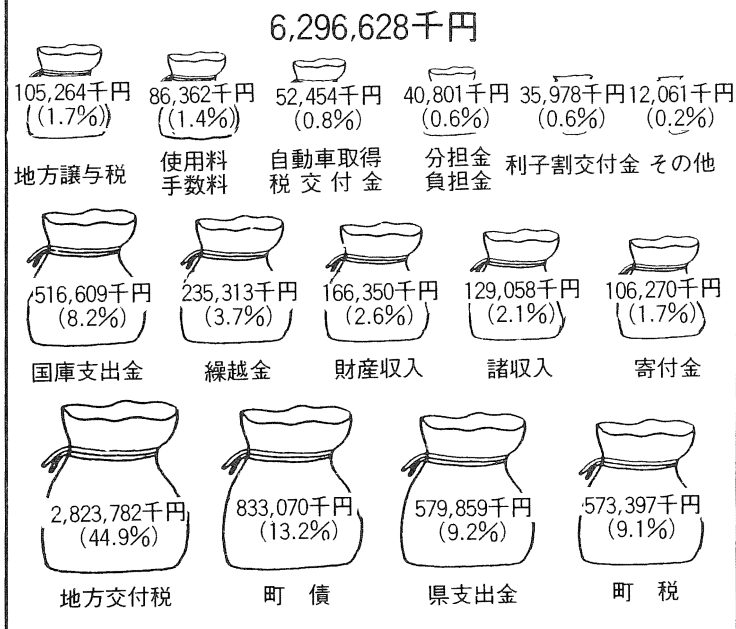 6,296,628千円
105,264千円
(1.7%)
地方譲与税
86,362千円
(1.4%)
使用料
手数料
52,454千円
(0.8%)
自動車取得
税交付金
40,801千円
(0.6%)
分担金
負担金
35,978千円
(0.6%)
利子割交付金
12,061千円
(0.2%)
その他
516,609千円
(8.2%)
国庫支出金
235,313千円
(3.7%)
繰越金
166,350千円
(2.6%)
財産収入
129,058千円
(2.1%)
諸収入
106,270千円
(1.7%)
寄付金
2,823,782千円
(44.9%)
地方交付税
833,070千円
(13.2%)
町債
579,859千円
(9.2%)
県支出金
573,397千円
(9.1%)
町税